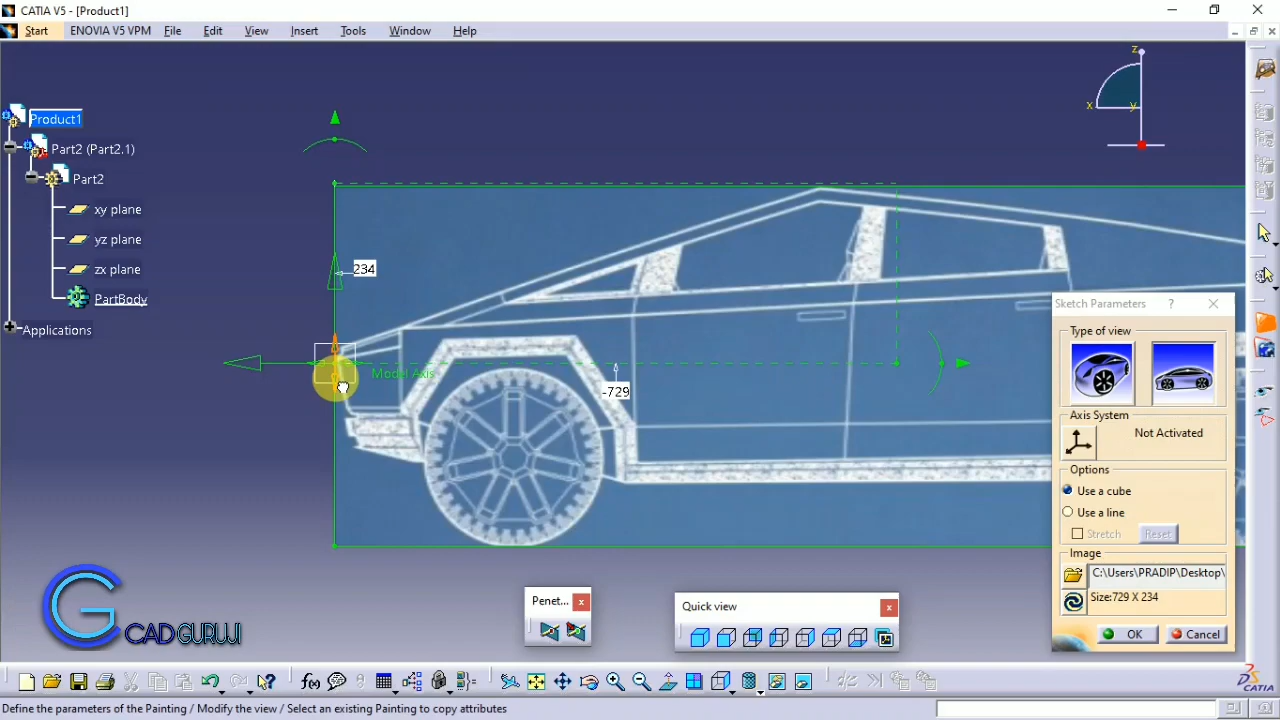 CATIA V5 - [Product1]
Start ENOVIA V5 VPM File Edit View Insert Tools Window Help
z
x y
Product1
Part2 (Part2.1)
Part2
xy plane
yz plane
zx plane
PartBody
Applications
234
Model Axis
-729
Sketch Parameters ?
Type of view
Axis System
Not Activated
Options
Use a cube
Use a line
Stretch Reset
Image
C:\Users\PRADIP\Desktop\
Size:729 X 234
OK Cancel
Penet...
Quick view
CADGURUJI
f(x)
DS CATIA
Define the parameters of the Painting / Modify the view / Select an existing Painting to copy attributes